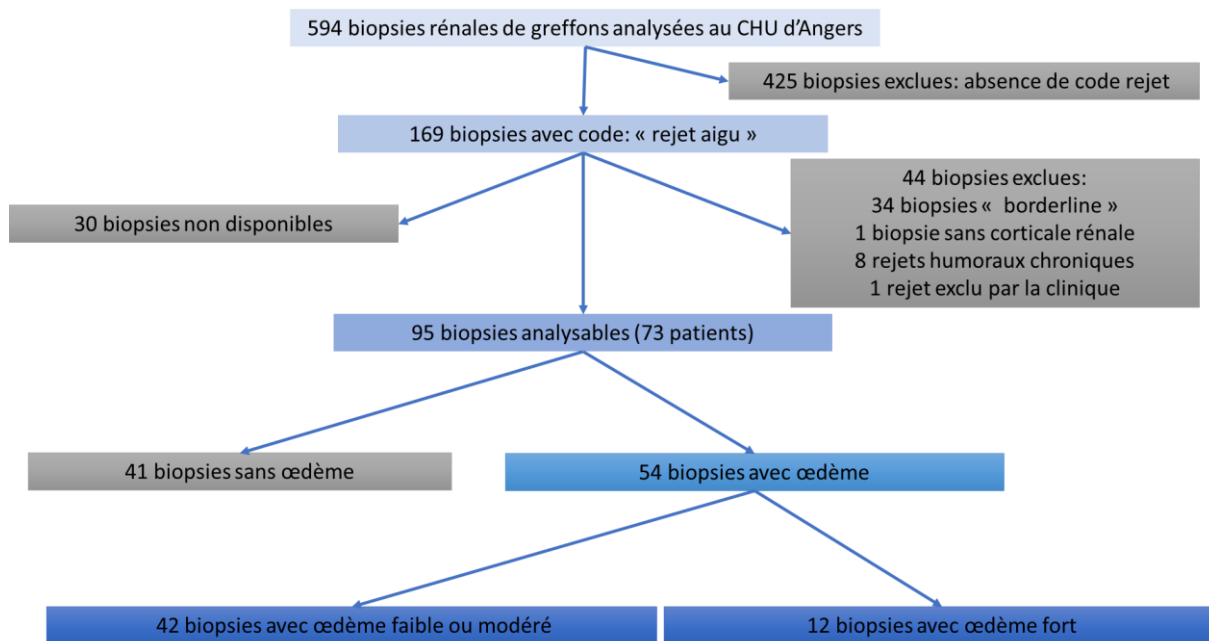 594 biopsies rénales de greffons analysées au CHU d'Angers
425 biopsies exclues: absence de code rejet
169 biopsies avec code: « rejet aigu »
44 biopsies exclues:
34 biopsies « borderline »
1 biopsie sans corticale rénale
8 rejets humoraux chroniques
1 rejet exclu par la clinique
30 biopsies non disponibles
95 biopsies analysables (73 patients)
41 biopsies sans œdème
54 biopsies avec œdème
42 biopsies avec œdème faible ou modéré
12 biopsies avec œdème fort